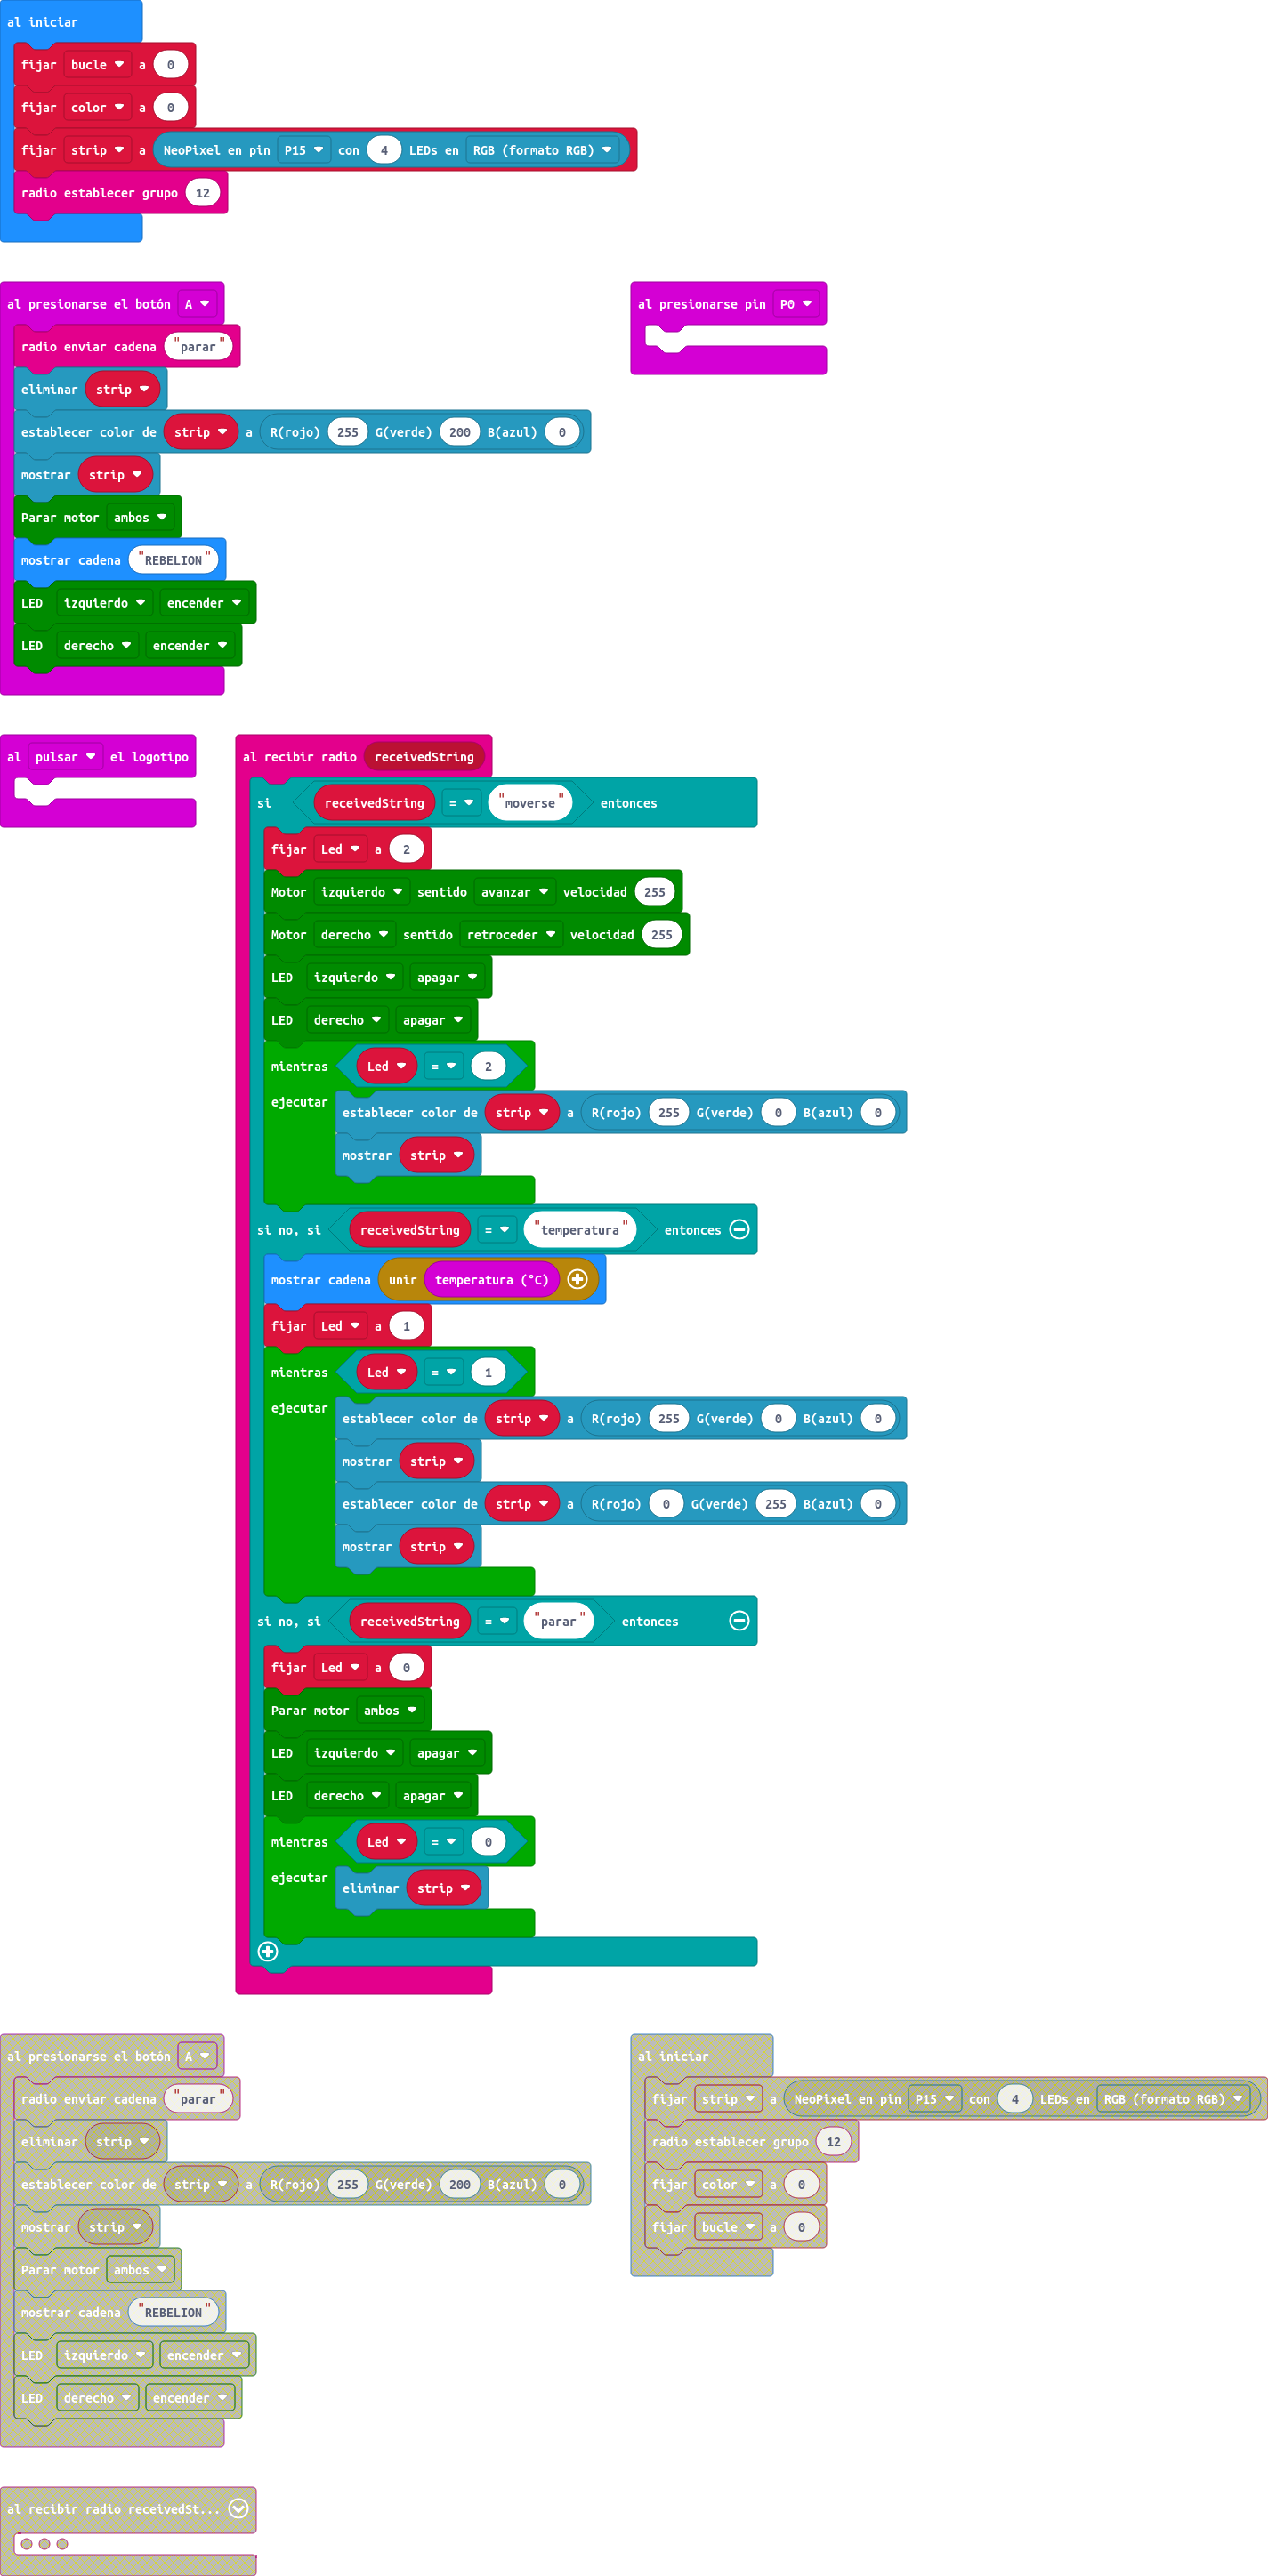 al iniciar
fijar bucle a 0
fijar color a 0
fijar strip a NeoPixel en pin P15 con 4 LEDs en RGB (formato RGB)
radio establecer grupo 12
al presionarse el botón A
radio enviar cadena "parar"
eliminar strip
establecer color de strip a R(rojo) 255 G(verde) 200 B(azul) 0
mostrar strip
Parar motor ambos
mostrar cadena "REBELION"
LED izquierdo encender
LED derecho encender
al presionarse pin P0
al pulsar el logotipo
al recibir radio receivedString
si receivedString = "moverse" entonces
fijar Led a 2
Motor izquierdo sentido avanzar velocidad 255
Motor derecho sentido retroceder velocidad 255
LED izquierdo apagar
LED derecho apagar
mientras Led = 2
ejecutar establecer color de strip a R(rojo) 255 G(verde) 0 B(azul) 0
mostrar strip
si no, si receivedString = "temperatura" entonces
mostrar cadena unir temperatura (°C)
fijar Led a 1
mientras Led = 1
ejecutar establecer color de strip a R(rojo) 255 G(verde) 0 B(azul) 0
mostrar strip
establecer color de strip a R(rojo) 0 G(verde) 255 B(azul) 0
mostrar strip
si no, si receivedString = "parar" entonces
fijar Led a 0
Parar motor ambos
LED izquierdo apagar
LED derecho apagar
mientras Led = 0
ejecutar eliminar strip
al presionarse el botón A
radio enviar cadena "parar"
eliminar strip
establecer color de strip a R(rojo) 255 G(verde) 200 B(azul) 0
mostrar strip
Parar motor ambos
mostrar cadena "REBELION"
LED izquierdo encender
LED derecho encender
al iniciar
fijar strip a NeoPixel en pin P15 con 4 LEDs en RGB (formato RGB)
radio establecer grupo 12
fijar color a 0
fijar bucle a 0
al recibir radio receivedSt...